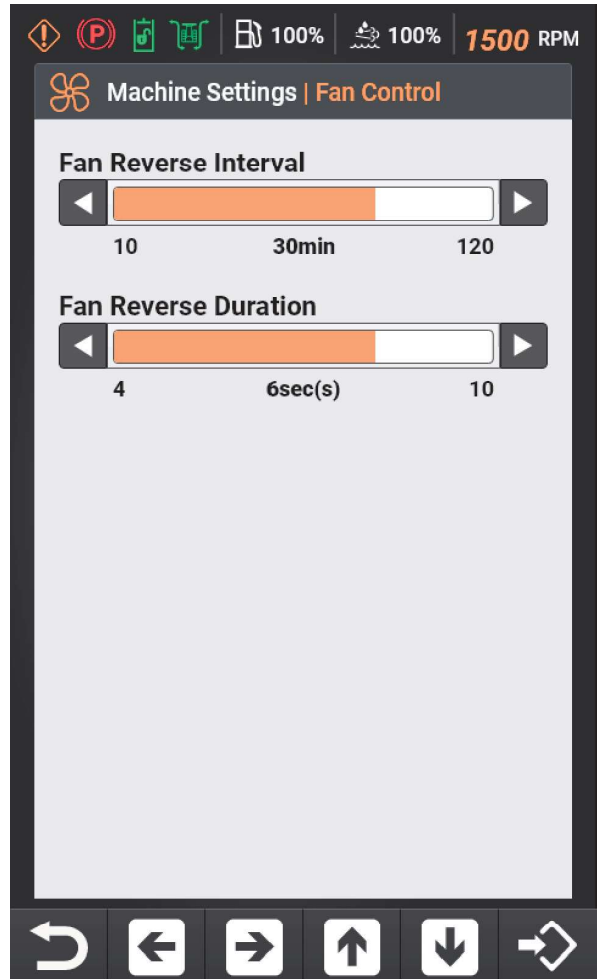 P 100% 100% 1500 RPM
Machine Settings | Fan Control
Fan Reverse Interval
10 30min 120
Fan Reverse Duration
4 6sec(s) 10